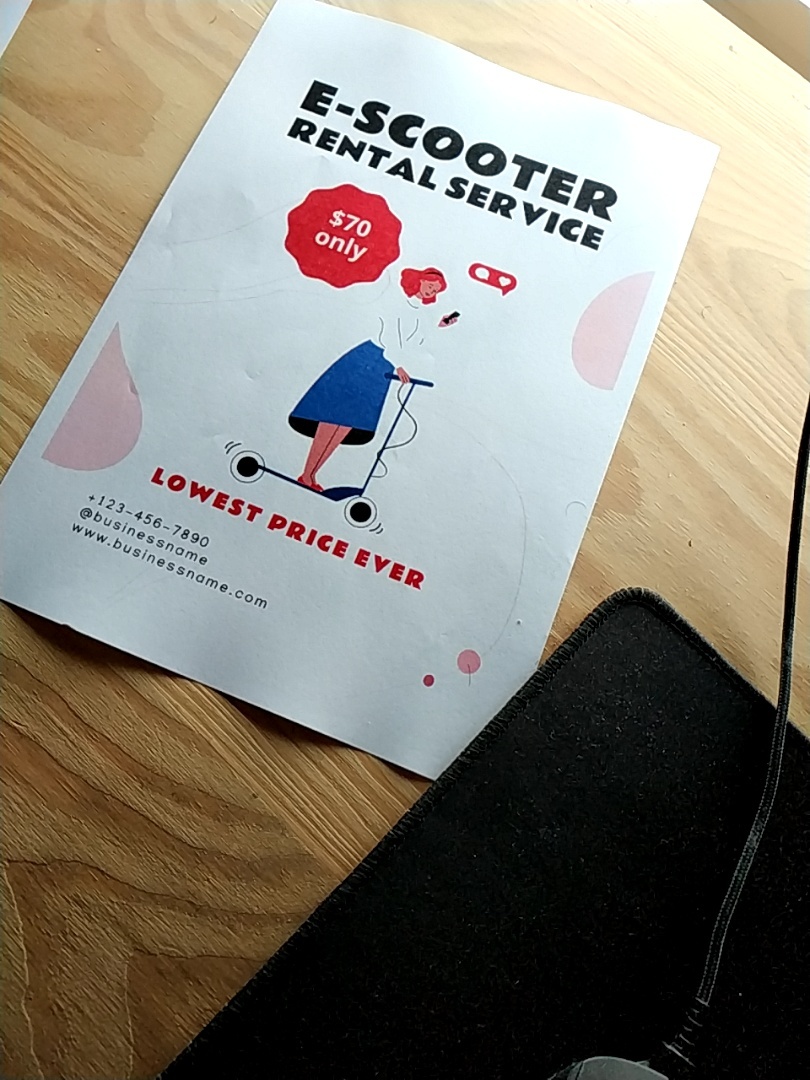 E-SCOOTER
RENTAL SERVICE
$70
only
LOWEST PRICE EVER
+123-456-7890
@businessname
www.businessname.com